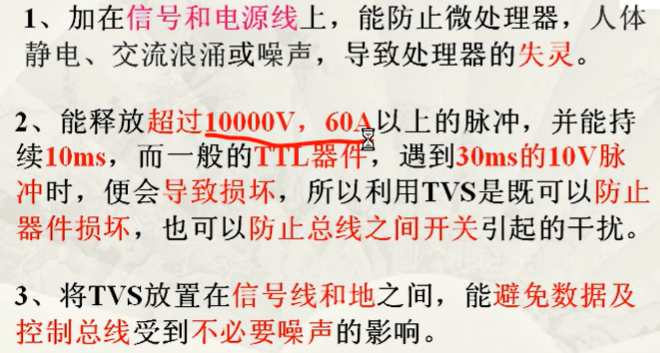 1、加在信号和电源线上，能防止微处理器，人体
静电、交流浪涌或噪声，导致处理器的失灵。
2、能释放超过10000V，60A以上的脉冲，并能持
续10ms，而一般的TTL器件，遇到30ms的10V脉
冲时，便会导致损坏，所以利用TVS是既可以防止
器件损坏，也可以防止总线之间开关引起的干扰。
3、将TVS放置在信号线和地之间，能避免数据及
控制总线受到不必要噪声的影响。